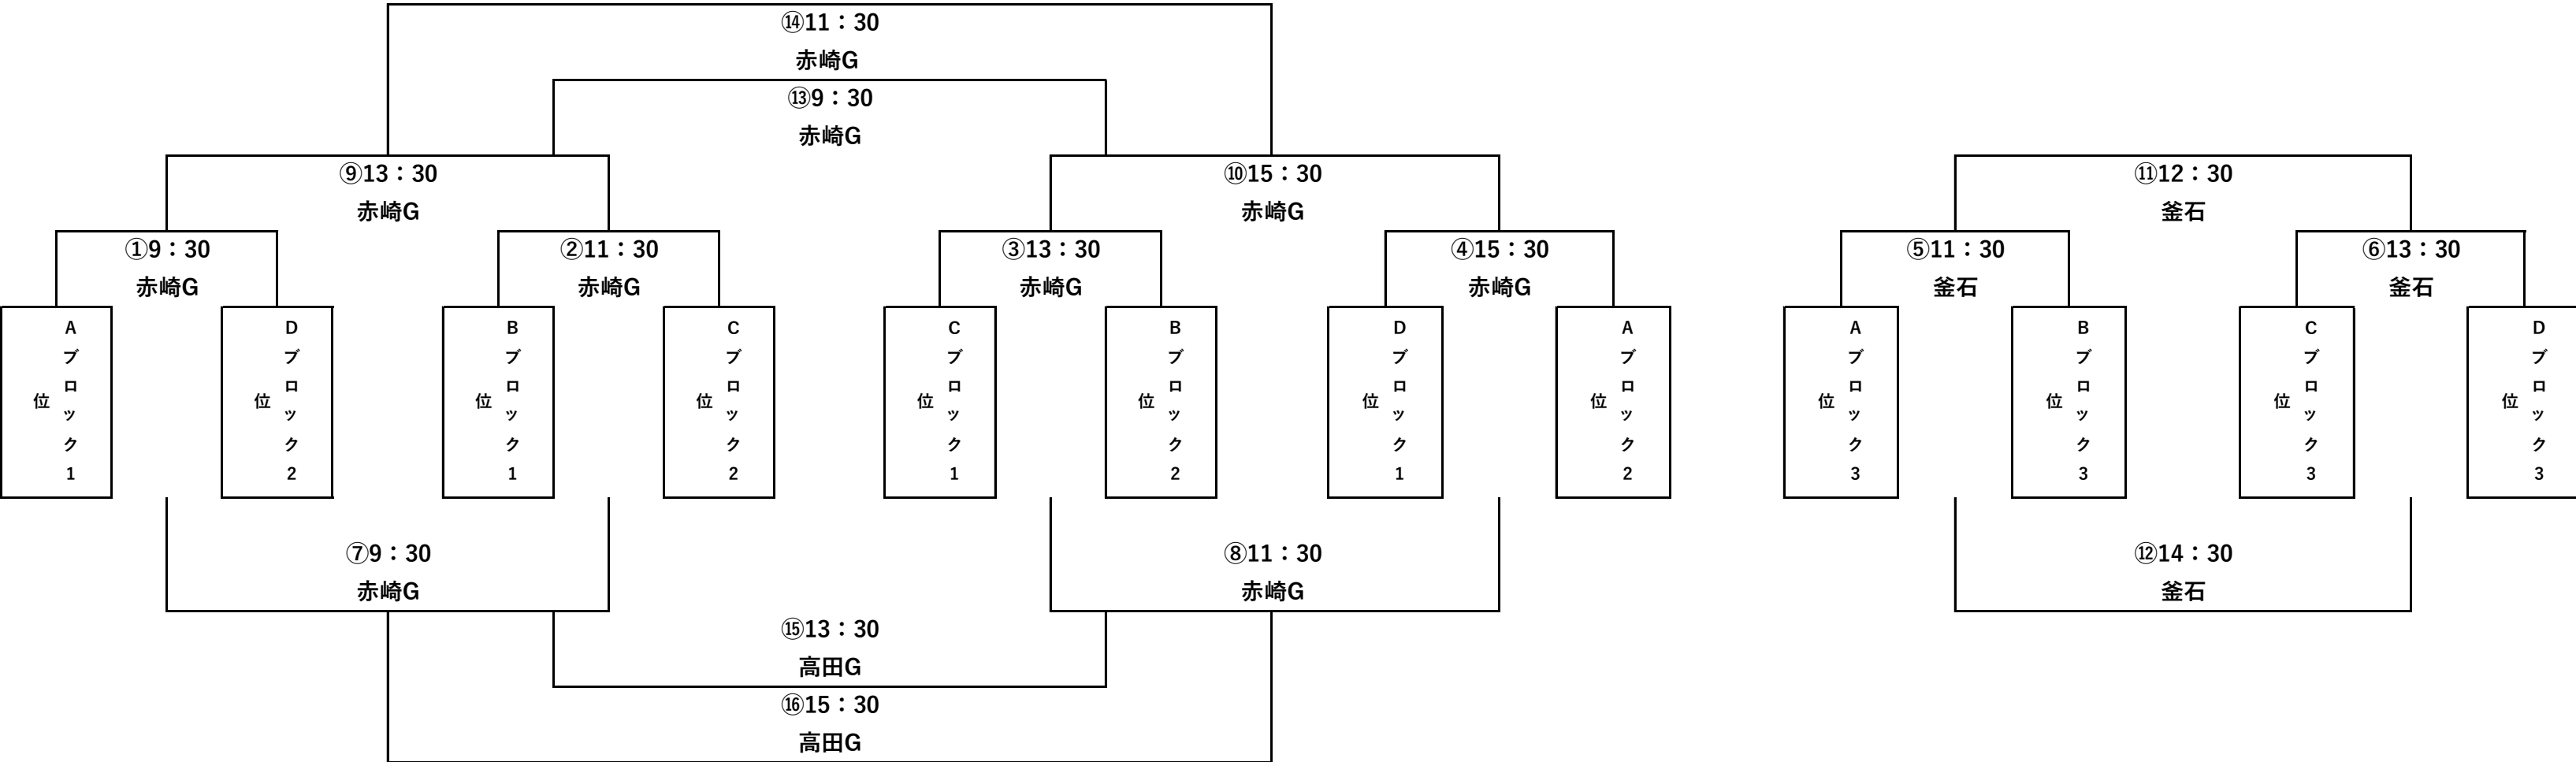 ⑭11：30
赤崎G
⑬9：30
赤崎G
⑨13：30
赤崎G
⑩15：30
赤崎G
⑪12：30
釜石
①9：30
赤崎G
②11：30
赤崎G
③13：30
赤崎G
④15：30
赤崎G
⑤11：30
釜石
⑥13：30
釜石
Aブロック1位
Dブロック2位
Bブロック1位
Cブロック2位
Cブロック1位
Bブロック2位
Dブロック1位
Aブロック2位
Aブロック3位
Bブロック3位
Cブロック3位
Dブロック3位
⑦9：30
赤崎G
⑧11：30
赤崎G
⑫14：30
釜石
⑮13：30
高田G
⑯15：30
高田G